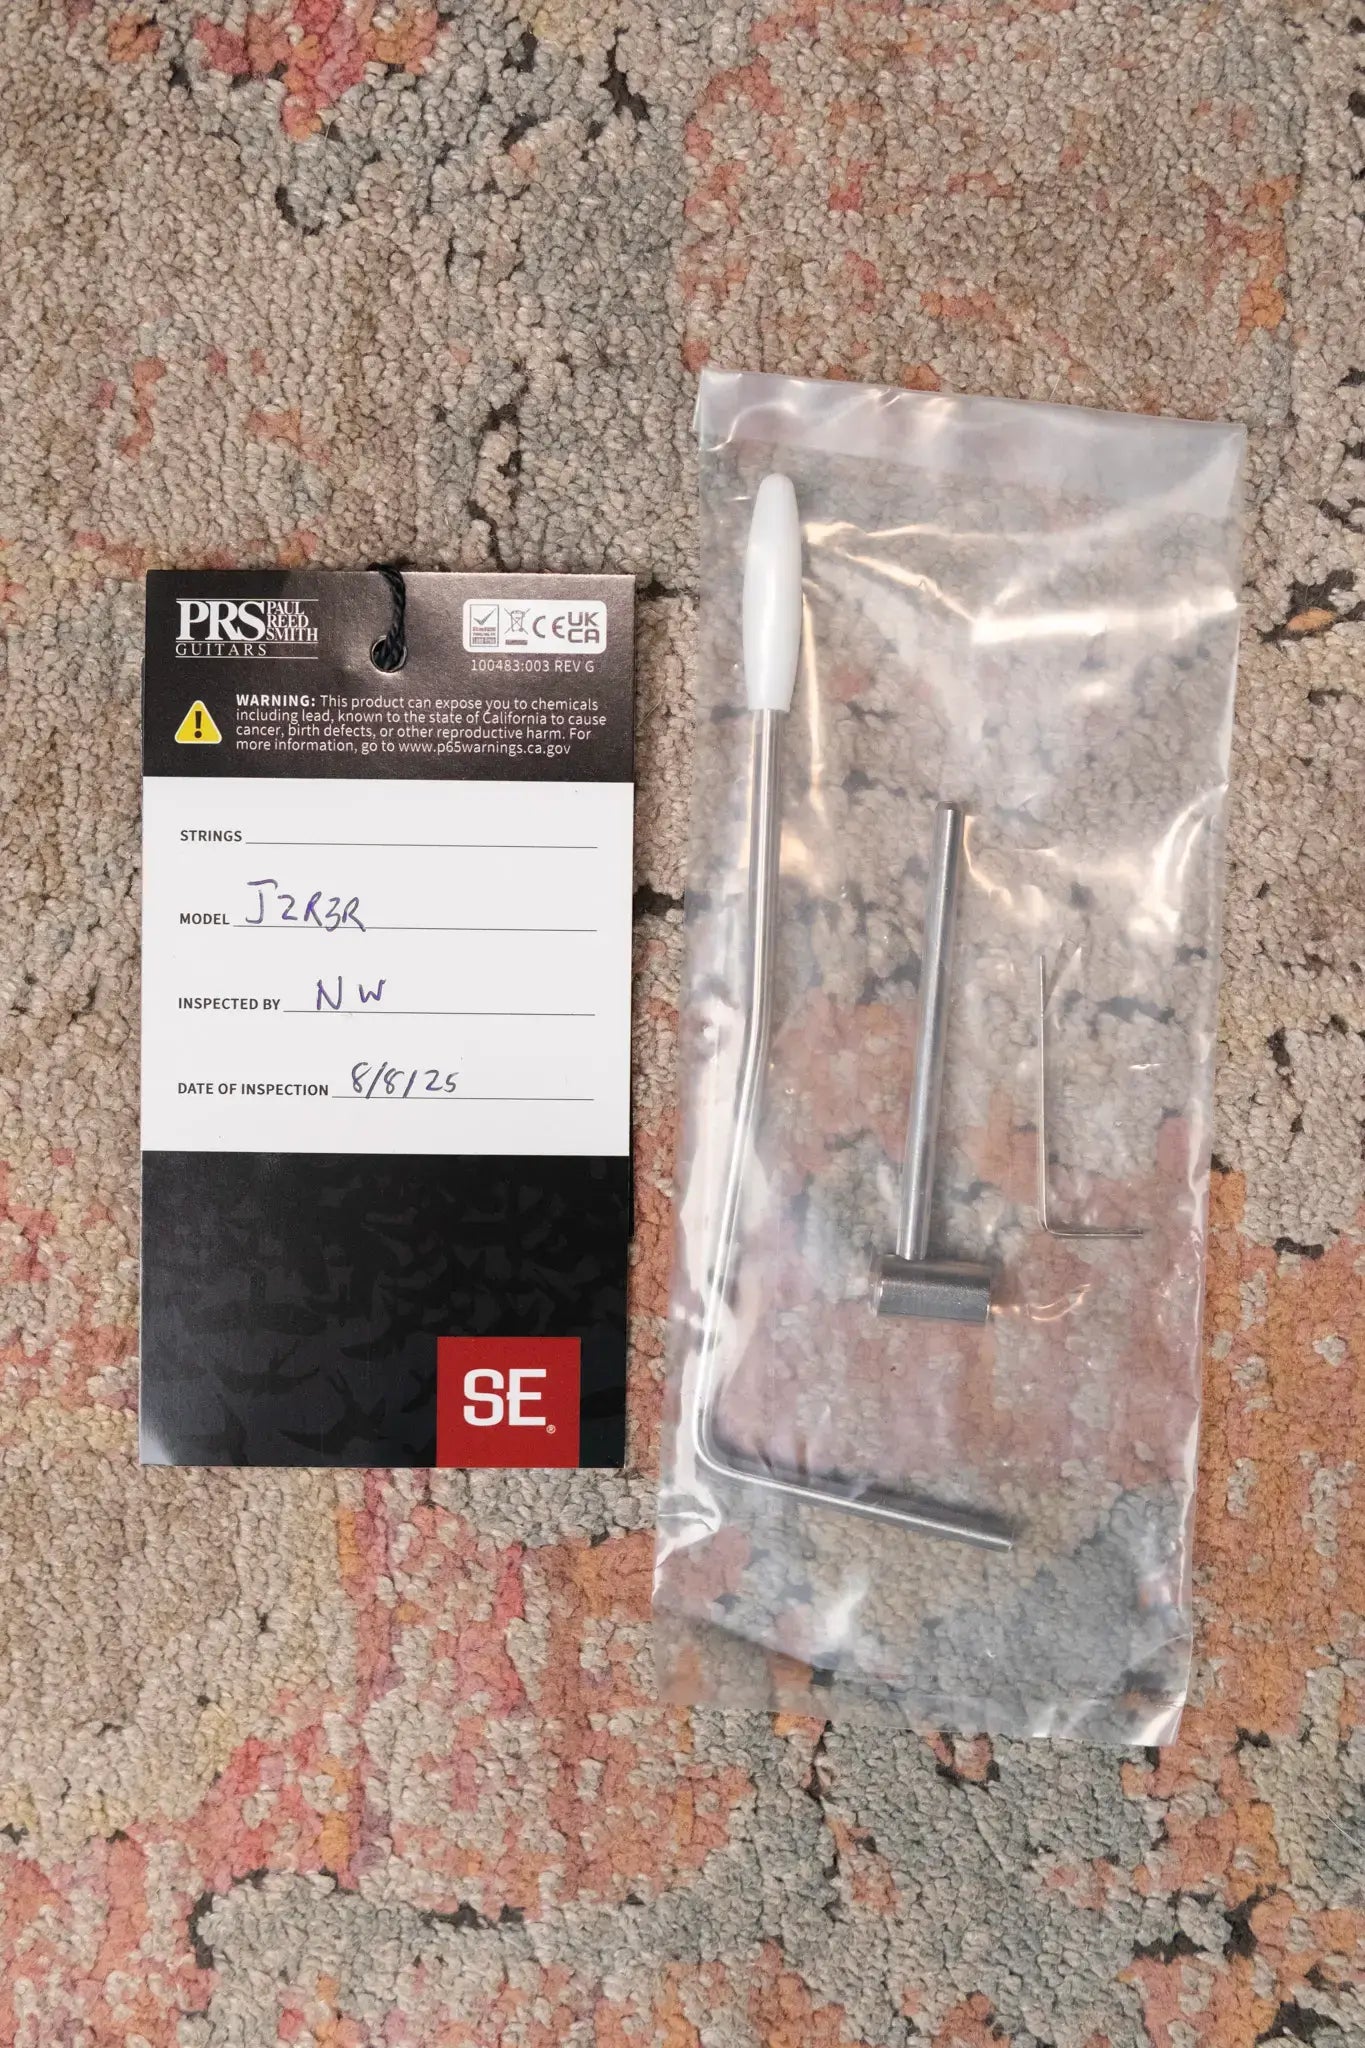 PRS PAUL
REED
SMITH
GUITARS
CE UK
CA
100483:003 REV G
WARNING: This product can expose you to chemicals
including lead, known to the state of California to cause
cancer, birth defects, or other reproductive harm. For
more information, go to www.p65warnings.ca.gov
STRINGS
MODEL J2R3R
INSPECTED BY NW
DATE OF INSPECTION 8/8/25
SE®